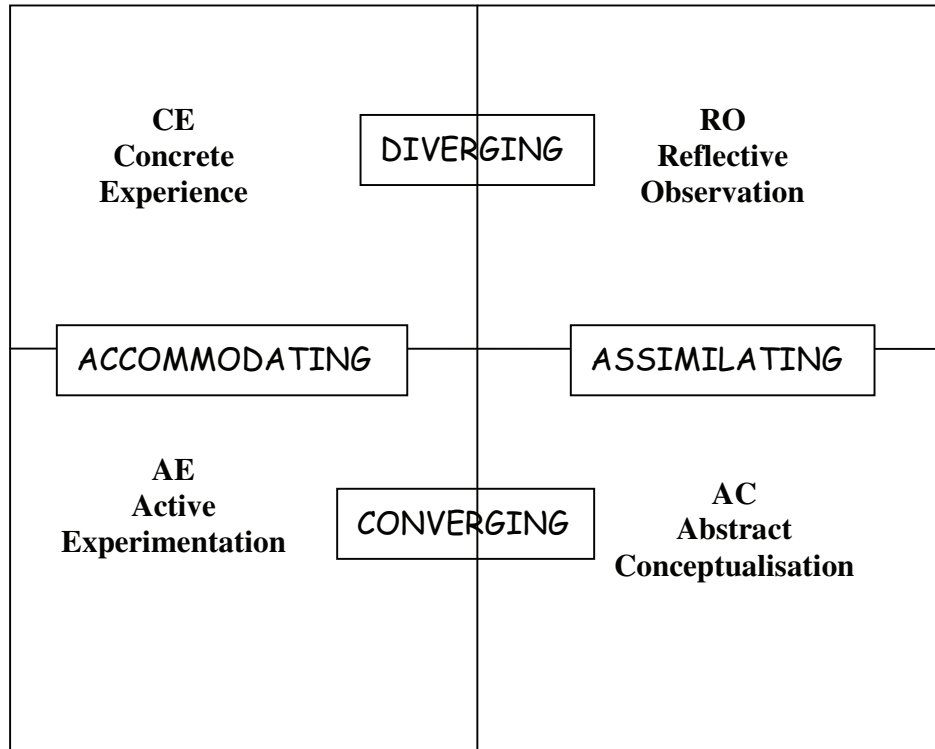 CE
Concrete
Experience
DIVERGING
RO
Reflective
Observation
ACCOMMODATING
ASSIMILATING
AE
Active
Experimentation
CONVERGING
AC
Abstract
Conceptualisation